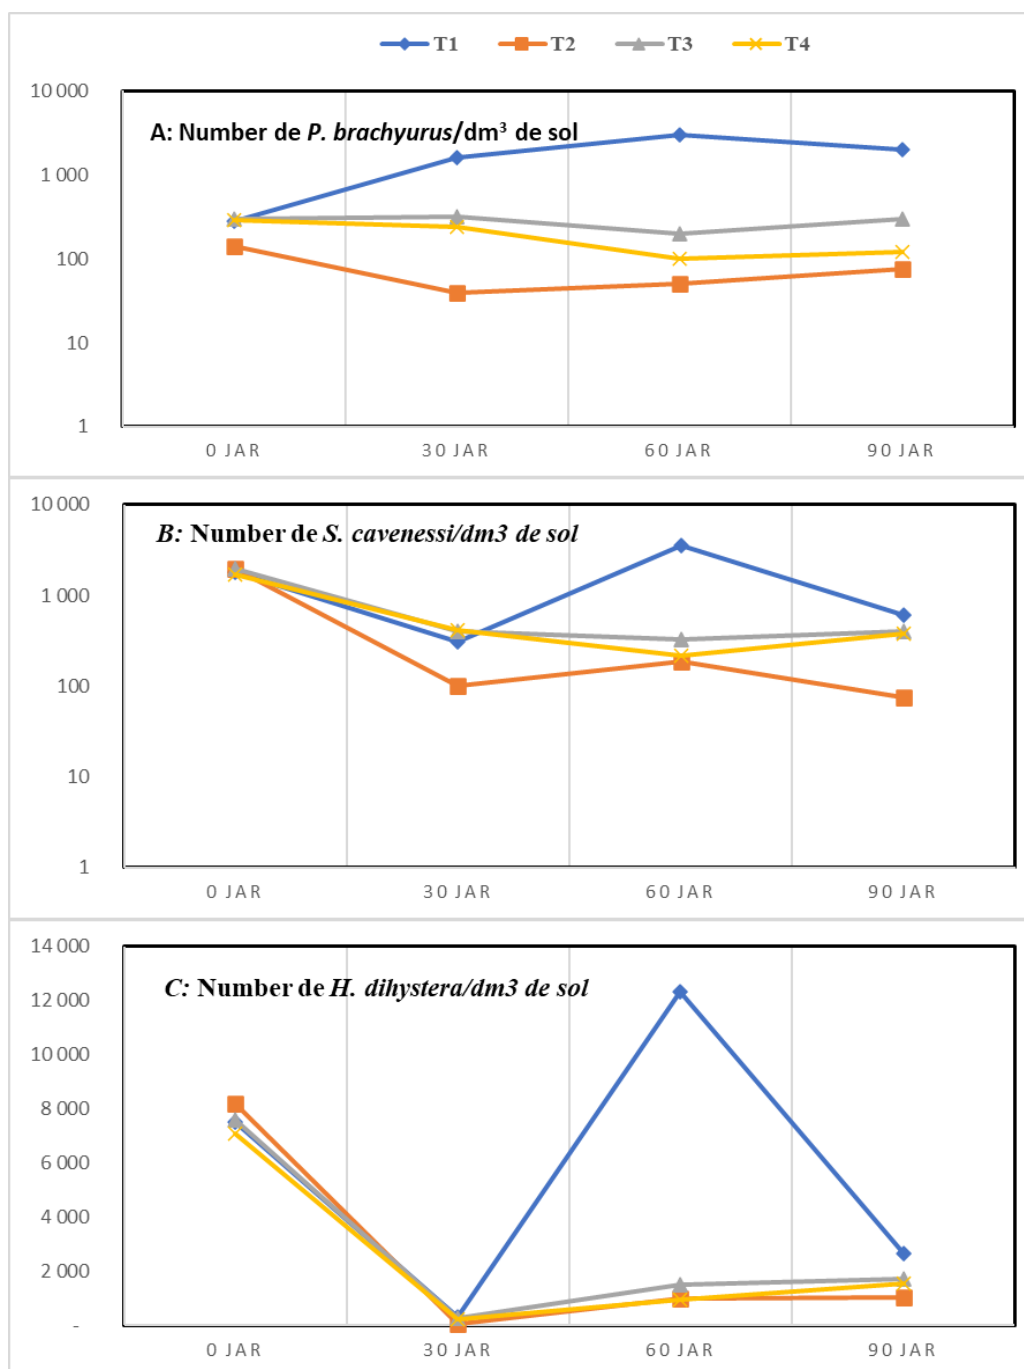 T1 T2 T3 T4
10 000
A: Number de P. brachyurus/dm³ de sol
1 000
100
10
1
0 JAR 30 JAR 60 JAR 90 JAR
10 000
B: Number de S. cavenessi/dm3 de sol
1 000
100
10
1
0 JAR 30 JAR 60 JAR 90 JAR
14 000
C: Number de H. dihystera/dm3 de sol
12 000
10 000
8 000
6 000
4 000
2 000
-
0 JAR 30 JAR 60 JAR 90 JAR